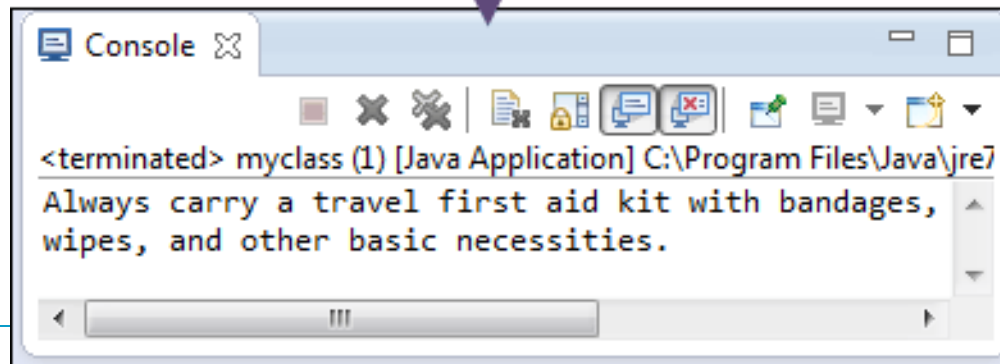 Console
<terminated> myclass (1) [Java Application] C:\Program Files\Java\jre7
Always carry a travel first aid kit with bandages,
wipes, and other basic necessities.